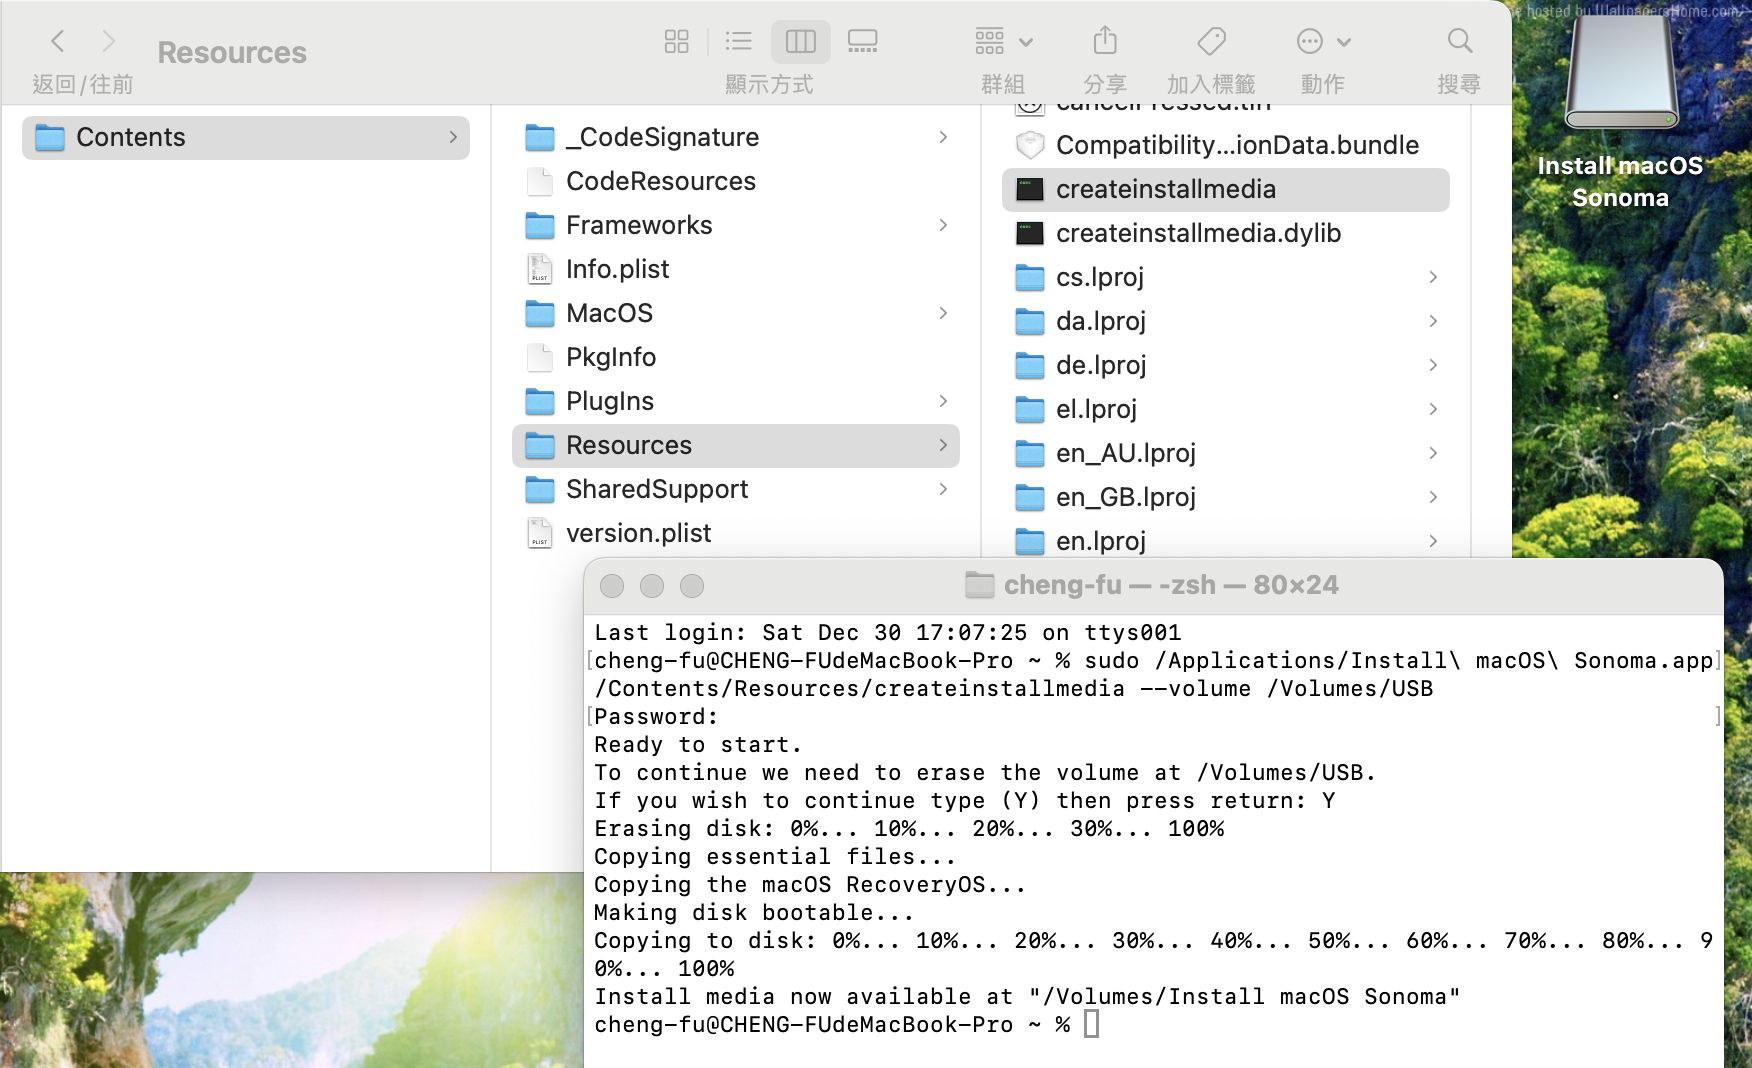 Resources
返回/往前
顯示方式
群組
分享
加入標籤
動作
搜尋
hosted by WallpapersHome.com
Contents
_CodeSignature
CodeResources
Frameworks
Info.plist
MacOS
PkgInfo
PlugIns
Resources
SharedSupport
version.plist
cancelPressed.tiff
Compatibility...ionData.bundle
createinstallmedia
createinstallmedia.dylib
cs.lproj
da.lproj
de.lproj
el.lproj
en_AU.lproj
en_GB.lproj
en.lproj
Install macOS
Sonoma
cheng-fu — -zsh — 80×24
Last login: Sat Dec 30 17:07:25 on ttys001
[cheng-fu@CHENG-FUdeMacBook-Pro ~ % sudo /Applications/Install\ macOS\ Sonoma.app]
/Contents/Resources/createinstallmedia --volume /Volumes/USB
[Password: ]
Ready to start.
To continue we need to erase the volume at /Volumes/USB.
If you wish to continue type (Y) then press return: Y
Erasing disk: 0%... 10%... 20%... 30%... 100%
Copying essential files...
Copying the macOS RecoveryOS...
Making disk bootable...
Copying to disk: 0%... 10%... 20%... 30%... 40%... 50%... 60%... 70%... 80%... 9
0%... 100%
Install media now available at "/Volumes/Install macOS Sonoma"
cheng-fu@CHENG-FUdeMacBook-Pro ~ %